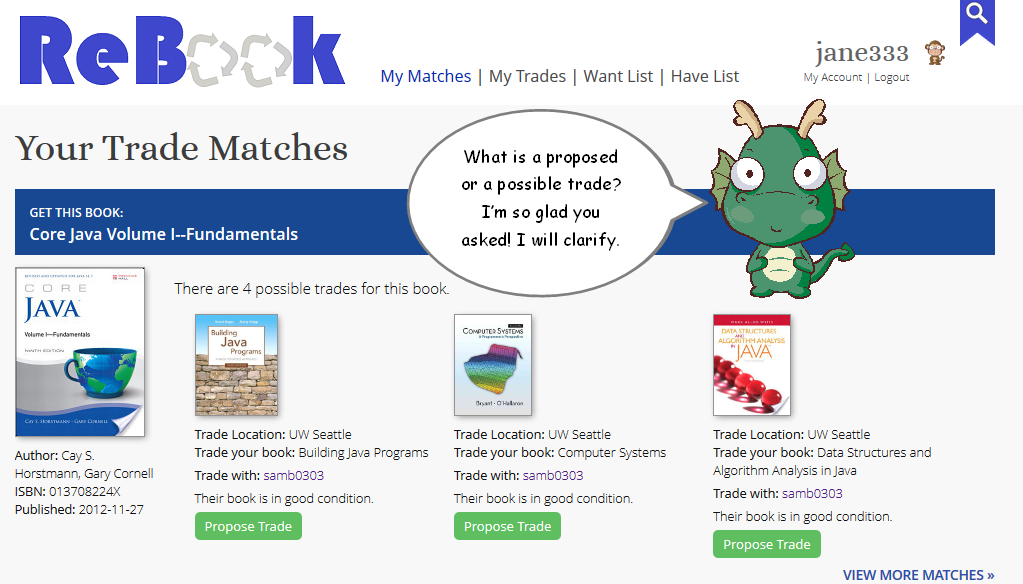 ReBook
jane333
My Matches | My Trades | Want List | Have List
My Account | Logout
Your Trade Matches
What is a proposed
or a possible trade?
I'm so glad you
asked! I will clarify.
GET THIS BOOK:
Core Java Volume I--Fundamentals
There are 4 possible trades for this book.
CORE
JAVA
Volume I—Fundamentals
NINTH EDITION
CAY S. HORSTMANN • GARY CORNELL
Author: Cay S.
Horstmann, Gary Cornell
ISBN: 013708224X
Published: 2012-11-27
Building
Java
Programs
Trade Location: UW Seattle
Trade your book: Building Java Programs
Trade with: samb0303
Their book is in good condition.
Propose Trade
COMPUTER SYSTEMS
Bryant • O'Hallaron
Trade Location: UW Seattle
Trade your book: Computer Systems
Trade with: samb0303
Their book is in good condition.
Propose Trade
MARK ALLEN WEISS
DATA STRUCTURES
AND
ALGORITHM ANALYSIS
IN JAVA
Trade Location: UW Seattle
Trade your book: Data Structures and
Algorithm Analysis in Java
Trade with: samb0303
Their book is in good condition.
Propose Trade
VIEW MORE MATCHES »